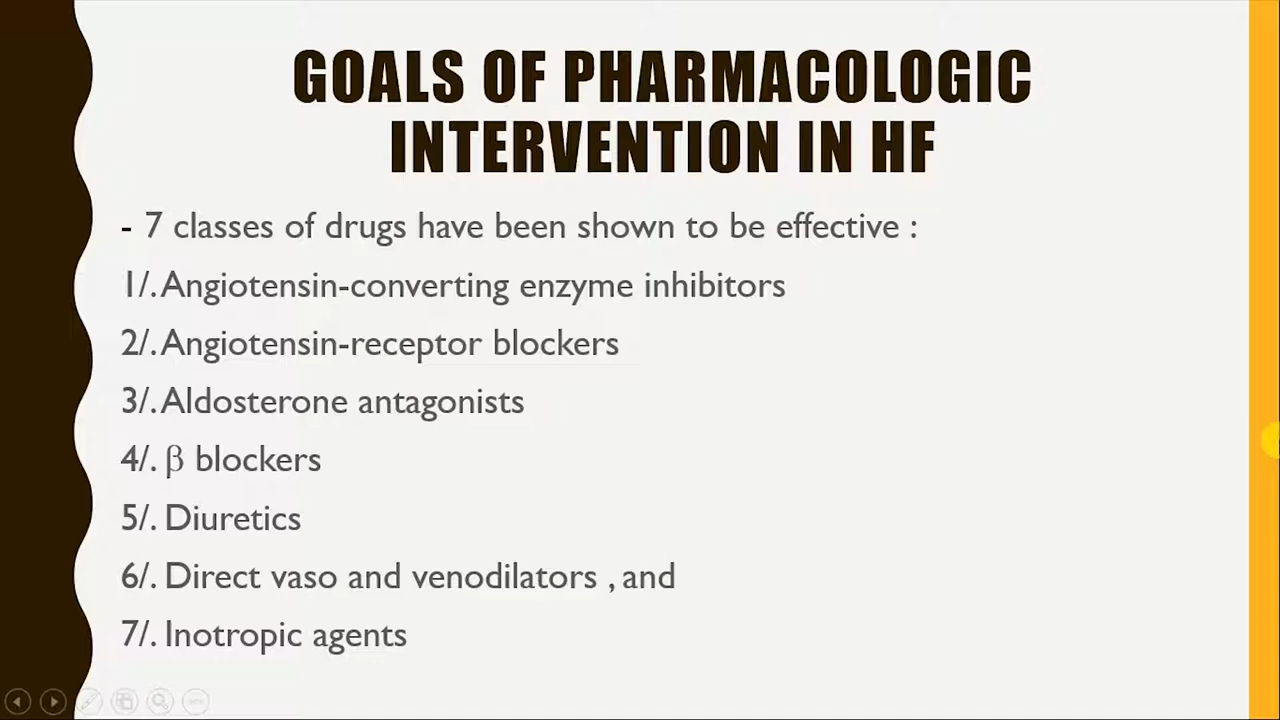 GOALS OF PHARMACOLOGIC
INTERVENTION IN HF
- 7 classes of drugs have been shown to be effective :
1/. Angiotensin-converting enzyme inhibitors
2/. Angiotensin-receptor blockers
3/. Aldosterone antagonists
4/. β blockers
5/. Diuretics
6/. Direct vaso and venodilators , and
7/. Inotropic agents